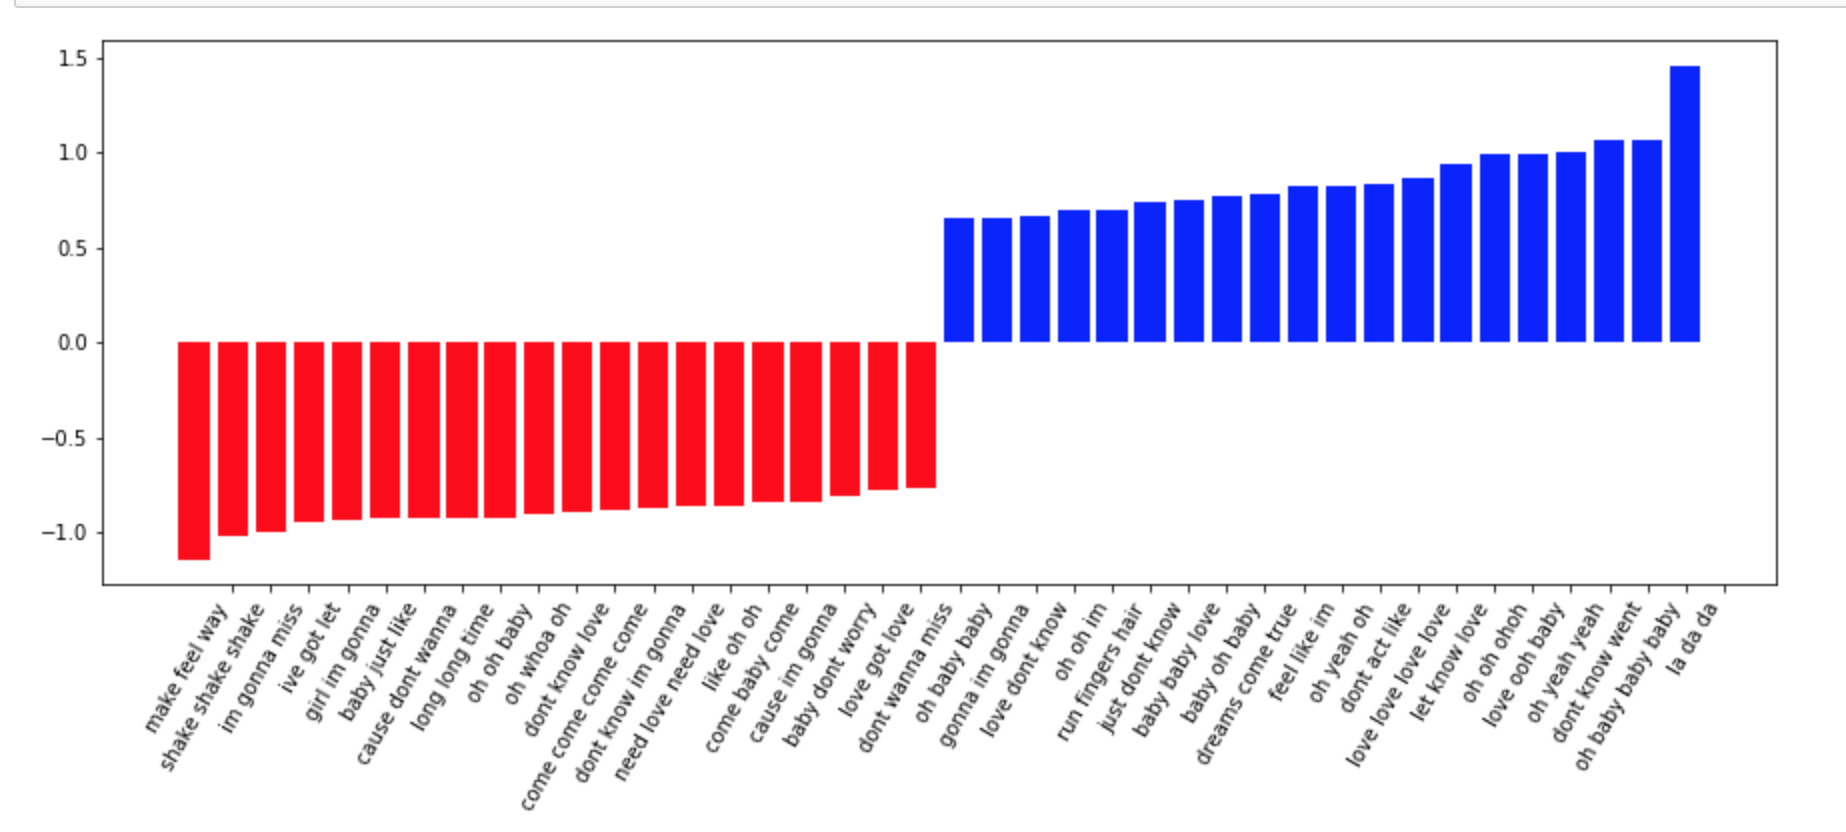 1.5
1.0
0.5
0.0
−0.5
−1.0
make feel way
shake shake shake
im gonna miss
ive got let
girl im gonna
baby just like
cause dont wanna
long long time
oh oh baby
oh whoa oh
dont know love
come come come come
dont know im gonna
need love need love
like oh oh
come baby come
cause im gonna
baby dont worry
love got love
dont wanna miss
oh baby baby
gonna im gonna
love dont know
oh oh im
run fingers hair
just dont know
baby baby love
baby oh baby
dreams come true
feel like im
oh yeah oh
dont act like
love love love love
let know love
oh oh ohoh
love ooh baby
oh yeah yeah
dont know went
oh baby baby baby
la da da